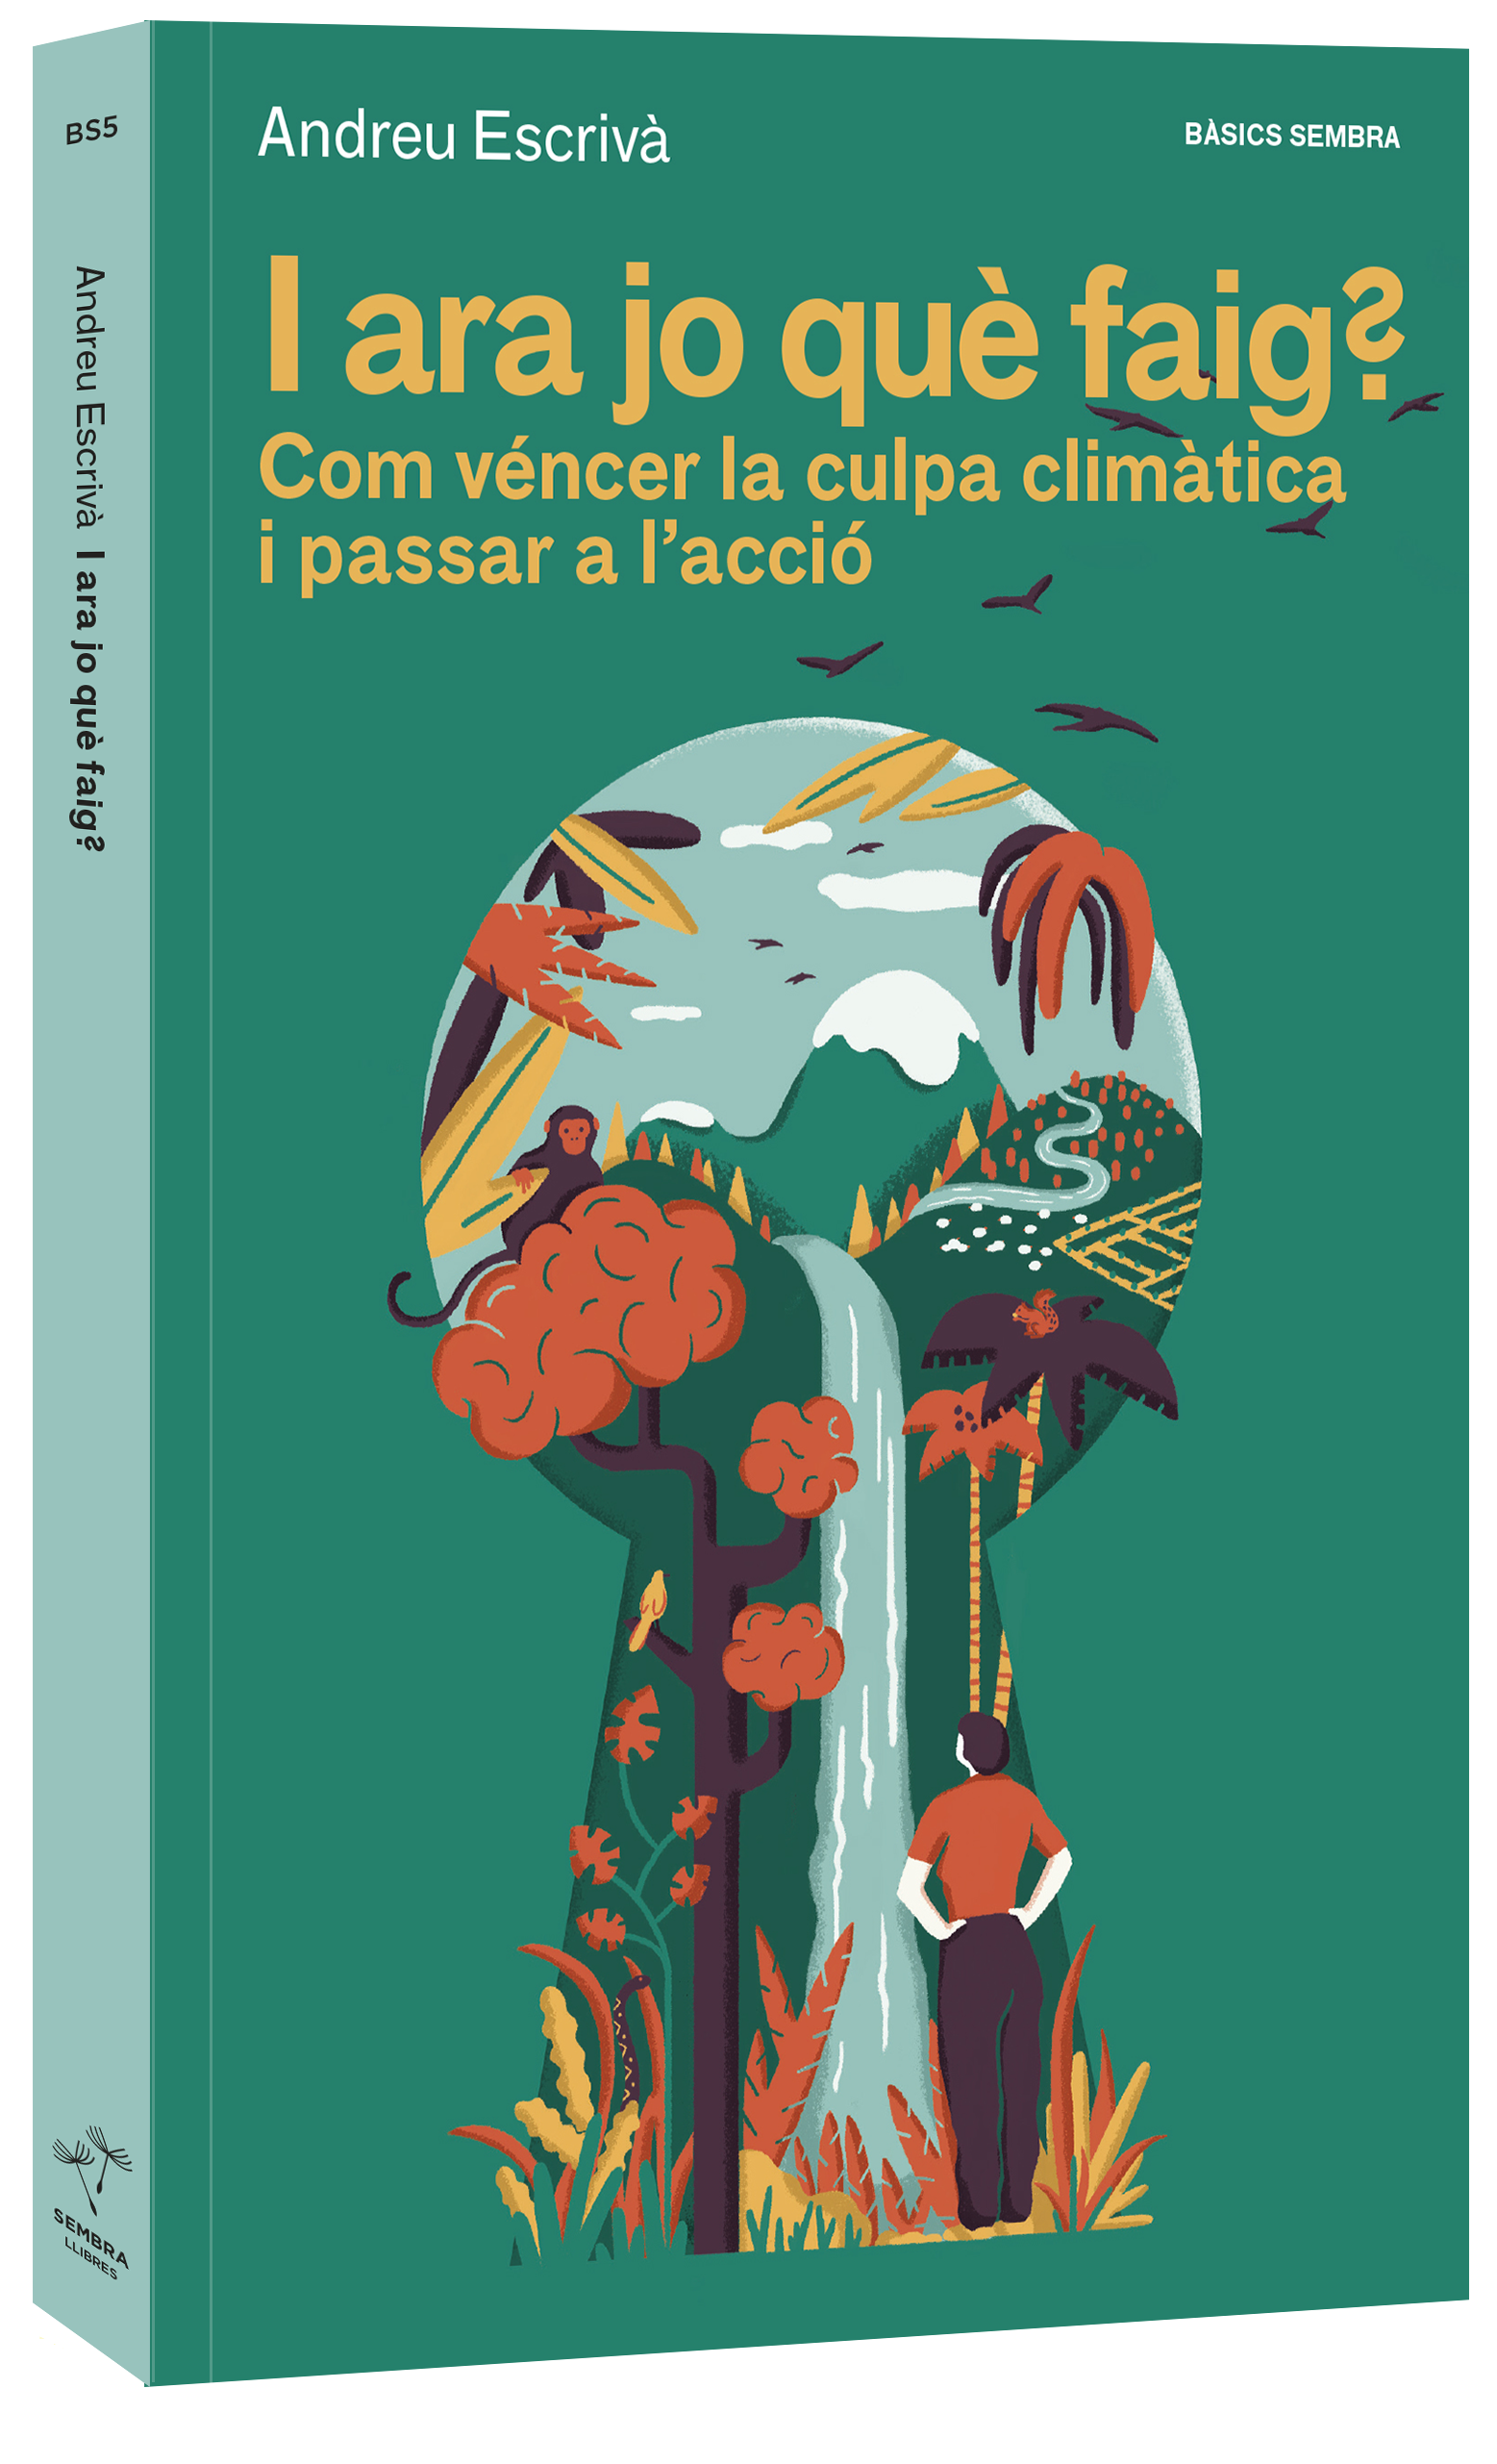 BS5
Andreu Escrivà I ara jo què faig?
SEMBRA
LLIBRES
Andreu Escrivà
BÀSICS SEMBRA
I ara jo què faig?
Com véncer la culpa climàtica
i passar a l’acció